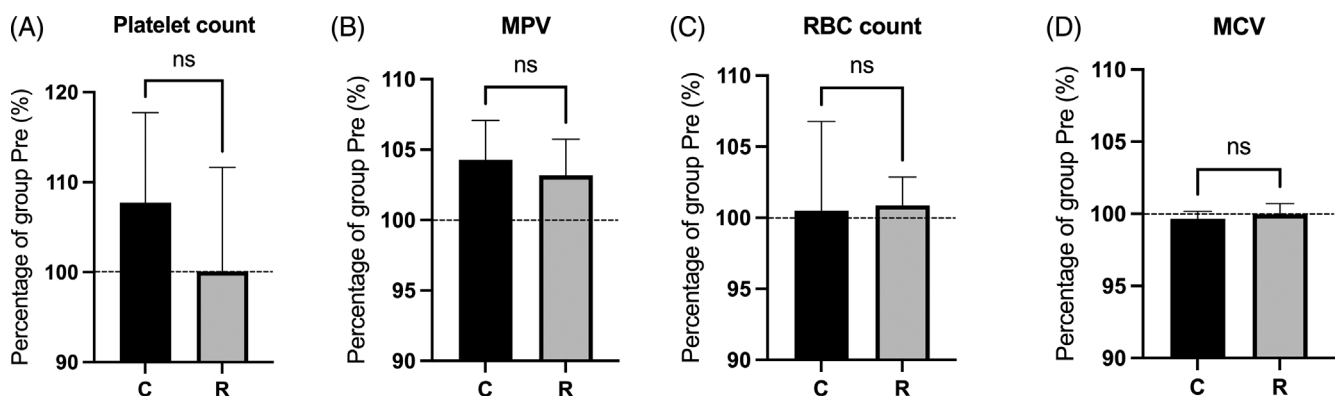 (A) Platelet count
ns
Percentage of group Pre (%)
120
110
100
90
C R
(B) MPV
ns
Percentage of group Pre (%)
110
105
100
95
90
C R
(C) RBC count
ns
Percentage of group Pre (%)
110
105
100
95
90
C R
(D) MCV
ns
Percentage of group Pre (%)
110
105
100
95
90
C R